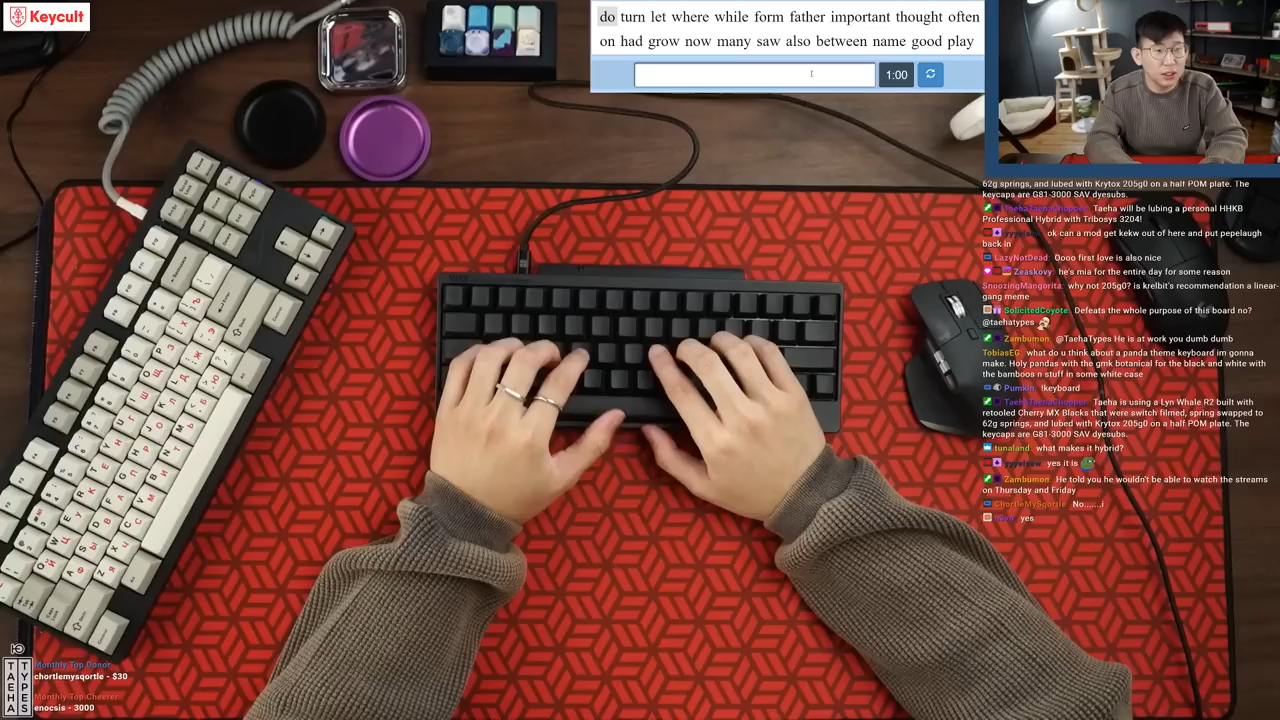 Keycult
do turn let where while form father important thought often
on had grow now many saw also between name good play
1:00
62g springs, and lubed with Krytox 205g0 on a half POM plate. The
keycaps are G81-3000 SAV dyesubs.
TaehaTaehaChopper: Taeha will be lubing a personal HHKB
Professional Hybrid with Tribosys 3204!
ok can a mod get kekw out of here and put pepelaugh
back in
LazyNotDead: Oooo first love is also nice
Zeaskovy: he's mia for the entire day for some reason
SnoozingMangorita: why not 205g0? is krelbit's recommendation a linear-
gang meme
SolicitedCoyote: Defeats the whole purpose of this board no?
@taehatypes
Zambumon: @TaehaTypes He is at work you dumb dumb
TobiasEG: what do u think about a panda theme keyboard im gonna
make. Holy pandas with the gmk botanical for the black and white with
the bamboos n stuff in some white case
Pumkin: !keyboard
TaehaTaehaChopper: Taeha is using a Lyn Whale R2 built with
retooled Cherry MX Blacks that were switch filmed, spring swapped to
62g springs, and lubed with Krytox 205g0 on a half POM plate. The
keycaps are G81-3000 SAV dyesubs.
tunaland: what makes it hybrid?
yes it is
Zambumon: He told you he wouldn't be able to watch the streams
on Thursday and Friday
ChortleMySqortle: No.......i
yes
TAEHA
TYPES
Monthly Top Donor
chortlemysqortle - $30
Monthly Top Cheerer
enocsis - 3000